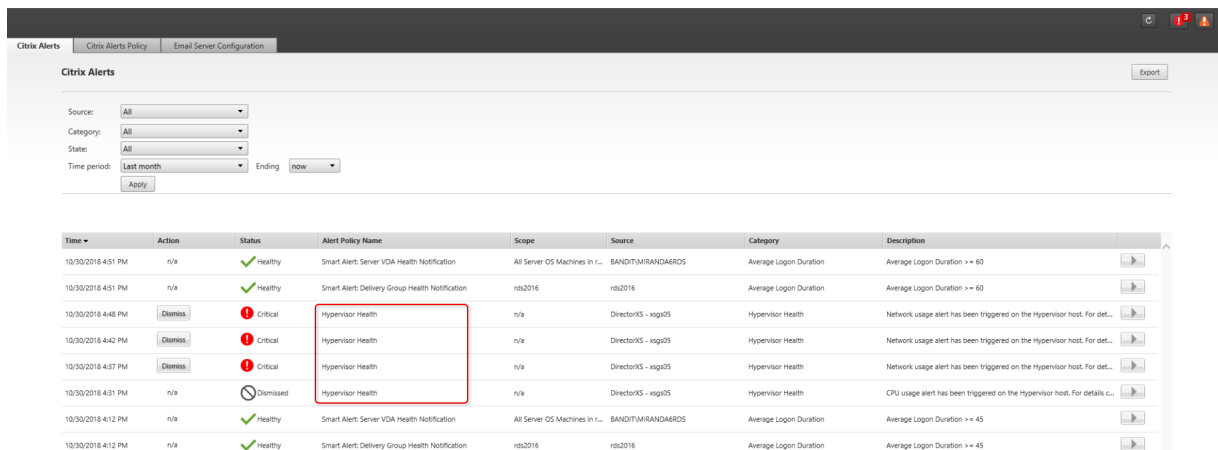 3
Citrix Alerts Citrix Alerts Policy Email Server Configuration
Citrix Alerts Export
Source: All
Category: All
State: All
Time period: Last month Ending now
Apply
Time Action Status Alert Policy Name Scope Source Category Description
10/30/2018 4:51 PM n/a Healthy Smart Alert: Server VDA Health Notification All Server OS Machines in r... BANDIT\MIRANDA6RDS Average Logon Duration Average Logon Duration >= 60
10/30/2018 4:51 PM n/a Healthy Smart Alert: Delivery Group Health Notification rds2016 rds2016 Average Logon Duration Average Logon Duration >= 60
10/30/2018 4:48 PM Dismiss Critical Hypervisor Health n/a DirectorXS - xsgs05 Hypervisor Health Network usage alert has been triggered on the Hypervisor host. For det...
10/30/2018 4:42 PM Dismiss Critical Hypervisor Health n/a DirectorXS - xsgs05 Hypervisor Health Network usage alert has been triggered on the Hypervisor host. For det...
10/30/2018 4:37 PM Dismiss Critical Hypervisor Health n/a DirectorXS - xsgs05 Hypervisor Health Network usage alert has been triggered on the Hypervisor host. For det...
10/30/2018 4:31 PM n/a Dismissed Hypervisor Health n/a DirectorXS - xsgs05 Hypervisor Health CPU usage alert has been triggered on the Hypervisor host. For details c...
10/30/2018 4:12 PM n/a Healthy Smart Alert: Server VDA Health Notification All Server OS Machines in r... BANDIT\MIRANDA6RDS Average Logon Duration Average Logon Duration >= 45
10/30/2018 4:12 PM n/a Healthy Smart Alert: Delivery Group Health Notification rds2016 rds2016 Average Logon Duration Average Logon Duration >= 45